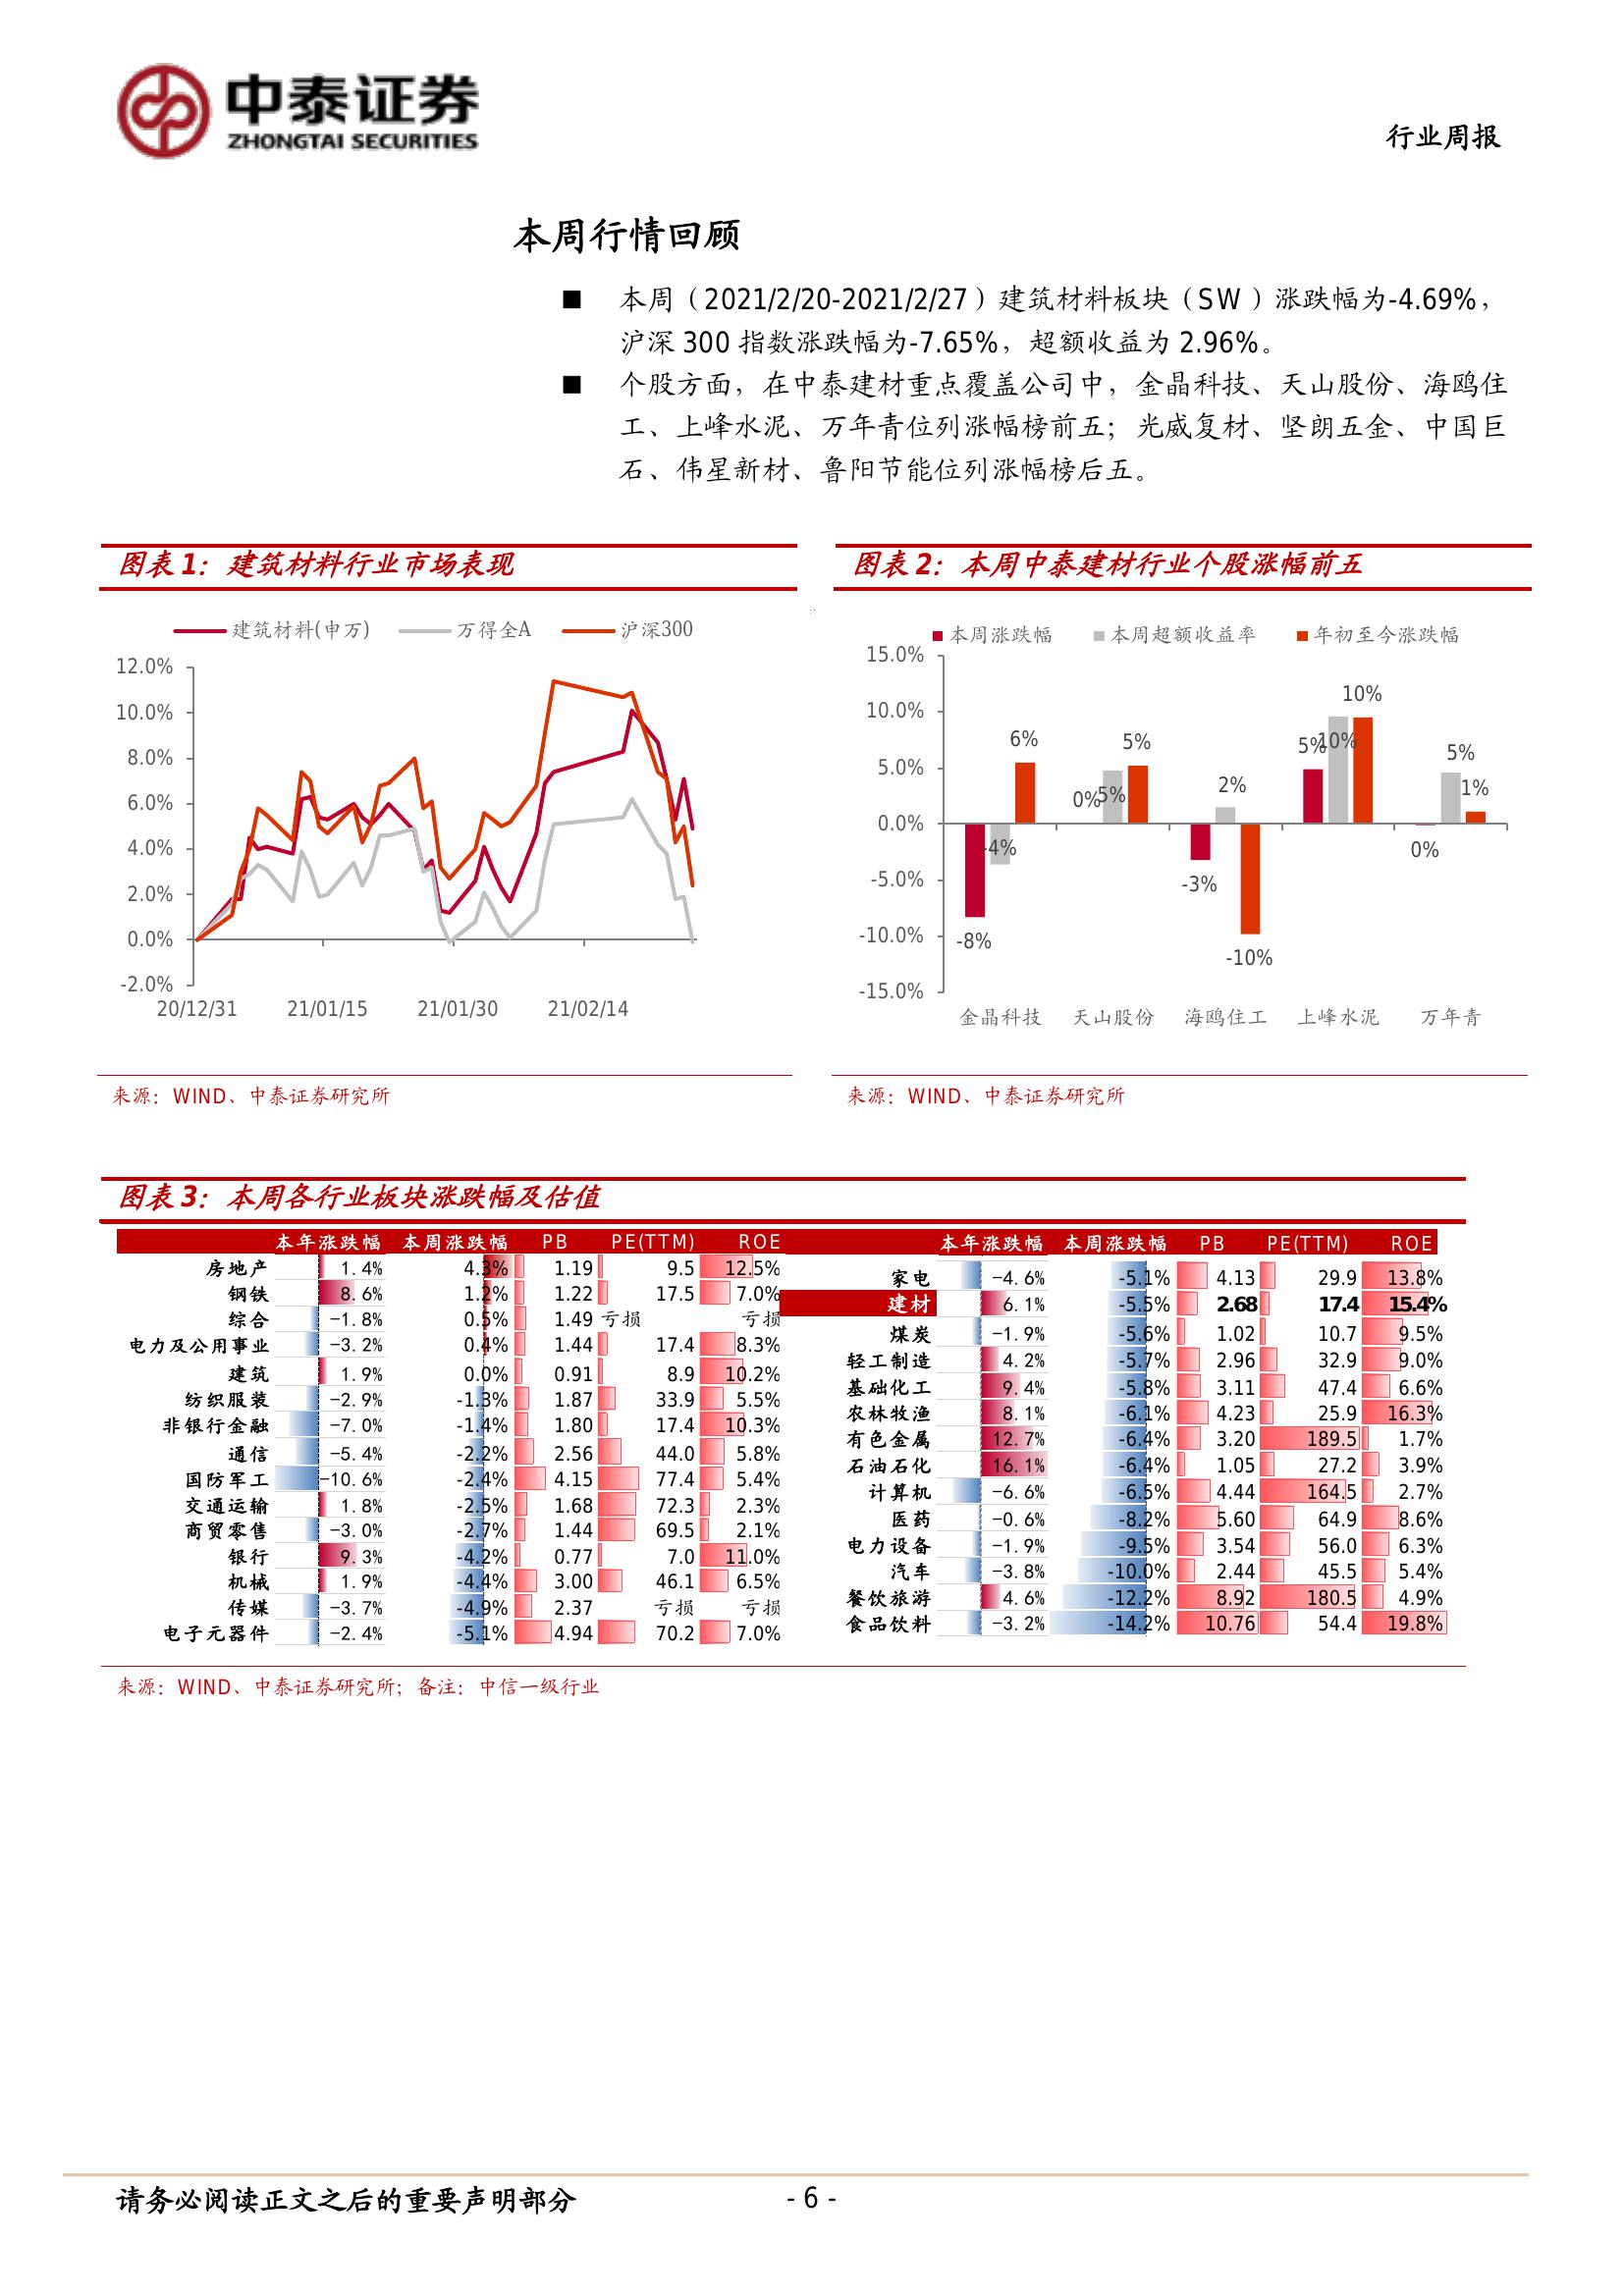 中泰证券
ZHONGTAI SECURITIES
行业周报
本周行情回顾
■ 本周（2021/2/20-2021/2/27）建筑材料板块（SW）涨跌幅为-4.69%，
沪深 300 指数涨跌幅为-7.65%，超额收益为 2.96%。
■ 个股方面，在中泰建材重点覆盖公司中，金晶科技、天山股份、海鸥住
工、上峰水泥、万年青位列涨幅榜前五；光威复材、坚朗五金、中国巨
石、伟星新材、鲁阳节能位列涨幅榜后五。
图表 1：建筑材料行业市场表现
建筑材料(申万) 万得全A 沪深300
12.0%
10.0%
8.0%
6.0%
4.0%
2.0%
0.0%
-2.0%
20/12/31 21/01/15 21/01/30 21/02/14
来源：WIND、中泰证券研究所
图表 2：本周中泰建材行业个股涨幅前五
本周涨跌幅 本周超额收益率 年初至今涨跌幅
15.0%
10.0%
5.0%
0.0%
-5.0%
-10.0%
-15.0%
-8% -4% 6%
0% 5% 5%
-3% 2% -10%
5% 10% 10%
0% 5% 1%
金晶科技 天山股份 海鸥住工 上峰水泥 万年青
来源：WIND、中泰证券研究所
图表 3：本周各行业板块涨跌幅及估值
本年涨跌幅 本周涨跌幅 PB PE(TTM) ROE
房地产 1.4% 4.3% 1.19 9.5 12.5%
钢铁 8.6% 1.2% 1.22 17.5 7.0%
综合 -1.8% 0.5% 1.49 亏损 亏损
电力及公用事业 -3.2% 0.4% 1.44 17.4 8.3%
建筑 1.9% 0.0% 0.91 8.9 10.2%
纺织服装 -2.9% -1.3% 1.87 33.9 5.5%
非银行金融 -7.0% -1.4% 1.80 17.4 10.3%
通信 -5.4% -2.2% 2.56 44.0 5.8%
国防军工 -10.6% -2.4% 4.15 77.4 5.4%
交通运输 1.8% -2.5% 1.68 72.3 2.3%
商贸零售 -3.0% -2.7% 1.44 69.5 2.1%
银行 9.3% -4.2% 0.77 7.0 11.0%
机械 1.9% -4.4% 3.00 46.1 6.5%
传媒 -3.7% -4.9% 2.37 亏损 亏损
电子元器件 -2.4% -5.1% 4.94 70.2 7.0%
本年涨跌幅 本周涨跌幅 PB PE(TTM) ROE
家电 -4.6% -5.1% 4.13 29.9 13.8%
建材 6.1% -5.5% 2.68 17.4 15.4%
煤炭 -1.9% -5.6% 1.02 10.7 9.5%
轻工制造 4.2% -5.7% 2.96 32.9 9.0%
基础化工 9.4% -5.8% 3.11 47.4 6.6%
农林牧渔 8.1% -6.1% 4.23 25.9 16.3%
有色金属 12.7% -6.4% 3.20 189.5 1.7%
石油石化 16.1% -6.4% 1.05 27.2 3.9%
计算机 -6.6% -6.5% 4.44 164.5 2.7%
医药 -0.6% -8.2% 5.60 64.9 8.6%
电力设备 -1.9% -9.5% 3.54 56.0 6.3%
汽车 -3.8% -10.0% 2.44 45.5 5.4%
餐饮旅游 4.6% -12.2% 8.92 180.5 4.9%
食品饮料 -3.2% -14.2% 10.76 54.4 19.8%
来源：WIND、中泰证券研究所；备注：中信一级行业
请务必阅读正文之后的重要声明部分
- 6 -